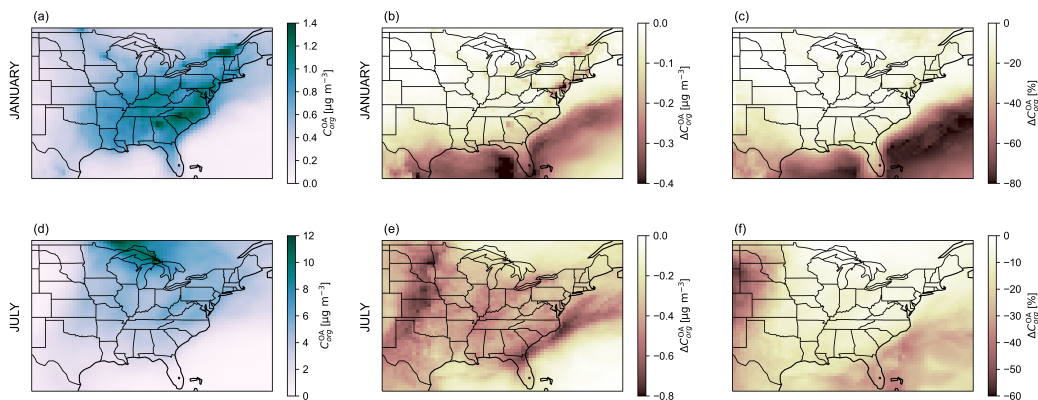 (a)
(b)
(c)
JANUARY
1.4
1.2
1.0
0.8
0.6
0.4
0.2
0.0
C_org^OA [µg m⁻³]
JANUARY
0.0
−0.1
−0.2
−0.3
−0.4
ΔC_org^OA [µg m⁻³]
0
−20
−40
−60
−80
ΔC_org^OA [%]
(d)
(e)
(f)
JULY
12
10
8
6
4
2
0
C_org^OA [µg m⁻³]
JULY
0.0
−0.2
−0.4
−0.6
−0.8
ΔC_org^OA [µg m⁻³]
0
−10
−20
−30
−40
−50
−60
ΔC_org^OA [%]